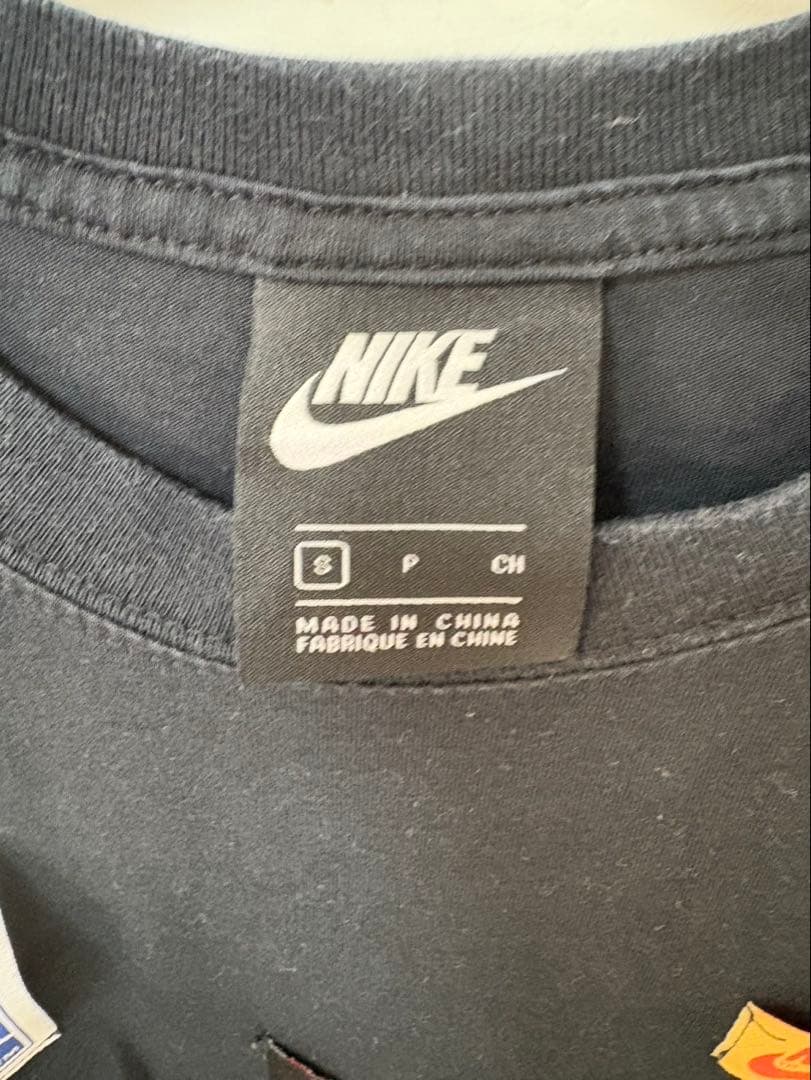 NIKE
S P CH
MADE IN CHINA
FABRIQUE EN CHINE